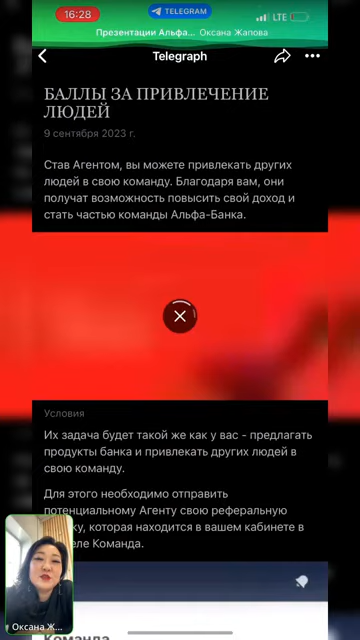 16:28
TELEGRAM
LTE
Презентации Альфа... Оксана Жапова
Telegraph
БАЛЛЫ ЗА ПРИВЛЕЧЕНИЕ
ЛЮДЕЙ
9 сентября 2023 г.
Став Агентом, вы можете привлекать других
людей в свою команду. Благодаря вам, они
получат возможность повысить свой доход и
стать частью команды Альфа-Банка.
Условия
Их задача будет такой же как у вас - предлагать
продукты банка и привлекать других людей в
свою команду.
Для этого необходимо отправить
потенциальному Агенту свою реферальную
ку, которая находится в вашем кабинете в
еле Команда.
Оксана Ж...
Команда